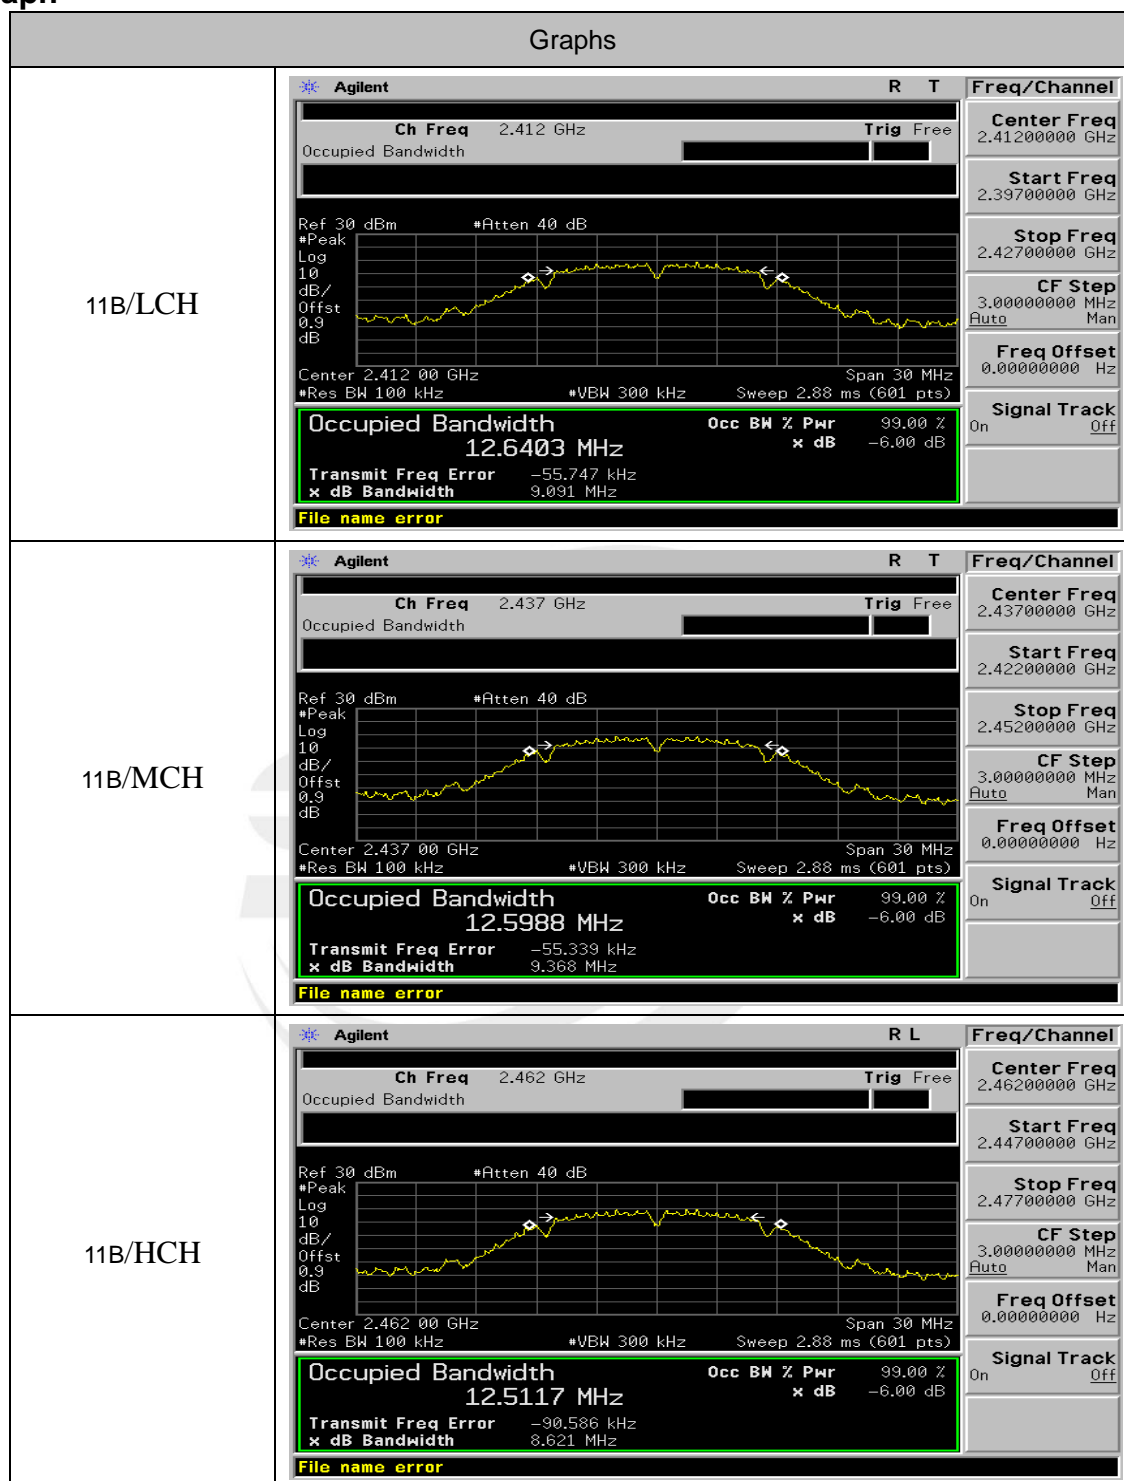 Graphs
11B/LCH
Agilent R T Freq/Channel
Ch Freq 2.412 GHz Trig Free
Occupied Bandwidth
Center Freq
2.41200000 GHz
Start Freq
2.39700000 GHz
Stop Freq
2.42700000 GHz
CF Step
3.00000000 MHz
Auto Man
Freq Offset
0.00000000 Hz
Signal Track
On Off
Ref 30 dBm #Atten 40 dB
#Peak
Log
10
dB/
Offst
0.9
dB
Center 2.412 00 GHz Span 30 MHz
#Res BW 100 kHz #VBW 300 kHz Sweep 2.88 ms (601 pts)
Occupied Bandwidth Occ BW % Pwr 99.00 %
12.6403 MHz x dB -6.00 dB
Transmit Freq Error -55.747 kHz
x dB Bandwidth 9.091 MHz
File name error
11B/MCH
Agilent R T Freq/Channel
Ch Freq 2.437 GHz Trig Free
Occupied Bandwidth
Center Freq
2.43700000 GHz
Start Freq
2.42200000 GHz
Stop Freq
2.45200000 GHz
CF Step
3.00000000 MHz
Auto Man
Freq Offset
0.00000000 Hz
Signal Track
On Off
Ref 30 dBm #Atten 40 dB
#Peak
Log
10
dB/
Offst
0.9
dB
Center 2.437 00 GHz Span 30 MHz
#Res BW 100 kHz #VBW 300 kHz Sweep 2.88 ms (601 pts)
Occupied Bandwidth Occ BW % Pwr 99.00 %
12.5988 MHz x dB -6.00 dB
Transmit Freq Error -55.339 kHz
x dB Bandwidth 9.368 MHz
File name error
11B/HCH
Agilent R L Freq/Channel
Ch Freq 2.462 GHz Trig Free
Occupied Bandwidth
Center Freq
2.46200000 GHz
Start Freq
2.44700000 GHz
Stop Freq
2.47700000 GHz
CF Step
3.00000000 MHz
Auto Man
Freq Offset
0.00000000 Hz
Signal Track
On Off
Ref 30 dBm #Atten 40 dB
#Peak
Log
10
dB/
Offst
0.9
dB
Center 2.462 00 GHz Span 30 MHz
#Res BW 100 kHz #VBW 300 kHz Sweep 2.88 ms (601 pts)
Occupied Bandwidth Occ BW % Pwr 99.00 %
12.5117 MHz x dB -6.00 dB
Transmit Freq Error -90.586 kHz
x dB Bandwidth 8.621 MHz
File name error